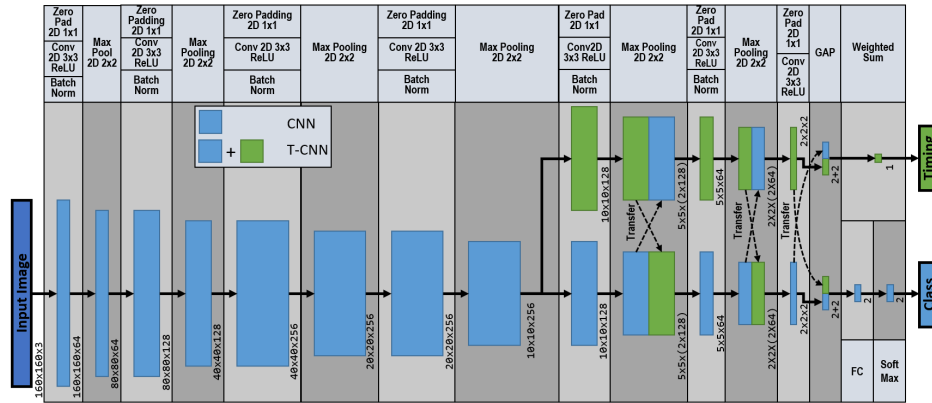 Zero
Pad
2D 1x1
Conv
2D 3x3
ReLU
Batch
Norm
Max
Pool
2D 2x2
Zero
Padding
2D 1x1
Conv
2D 3x3
ReLU
Batch
Norm
Max
Pooling
2D 2x2
Zero Padding
2D 1x1
Conv 2D 3x3
ReLU
Batch
Norm
Max Pooling
2D 2x2
Zero Padding
2D 1x1
Conv 2D 3x3
ReLU
Batch
Norm
Max Pooling
2D 2x2
Zero Pad
2D 1x1
Conv2D
3x3 ReLU
Batch
Norm
Max Pooling
2D 2x2
Zero Pad
2D 1x1
Conv
2D 3x3
ReLU
Batch
Norm
Max
Pooling
2D 2x2
Zero
Pad
2D
1x1
Conv
2D
3x3
ReLU
GAP
Weighted
Sum
CNN
+ T-CNN
Input Image
160x160x3
160x160x64
80x80x64
80x80x128
40x40x128
40x40x256
20x20x256
20x20x256
10x10x256
10x10x128
5x5x(2x128)
5x5x64
2X2X(2X64)
2x2x2
2+2
1
Timing
Transfer
Transfer
Transfer
10x10x128
5x5x(2x128)
5x5x64
2X2X(2X64)
2x2x2
2+2
2
2
Class
FC
Soft
Max